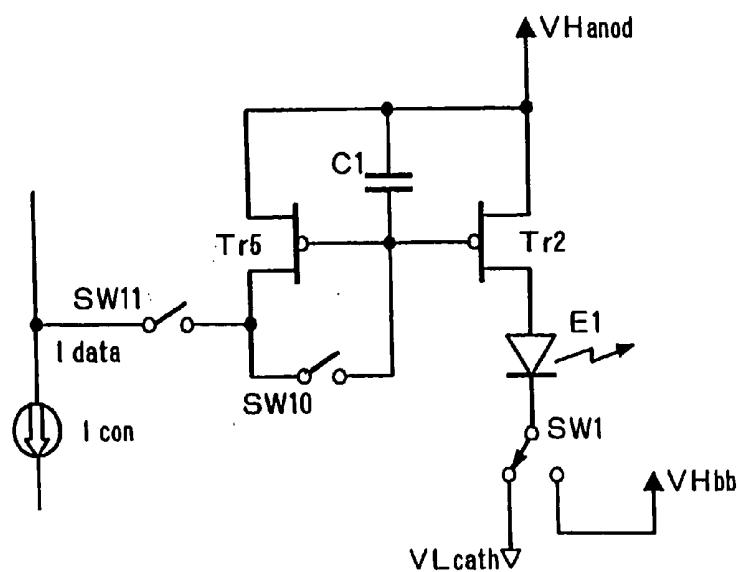 VHanod
C1
Tr5
Tr2
SW11
I data
E1
SW10
I con
SW1
VHbb
VLcath